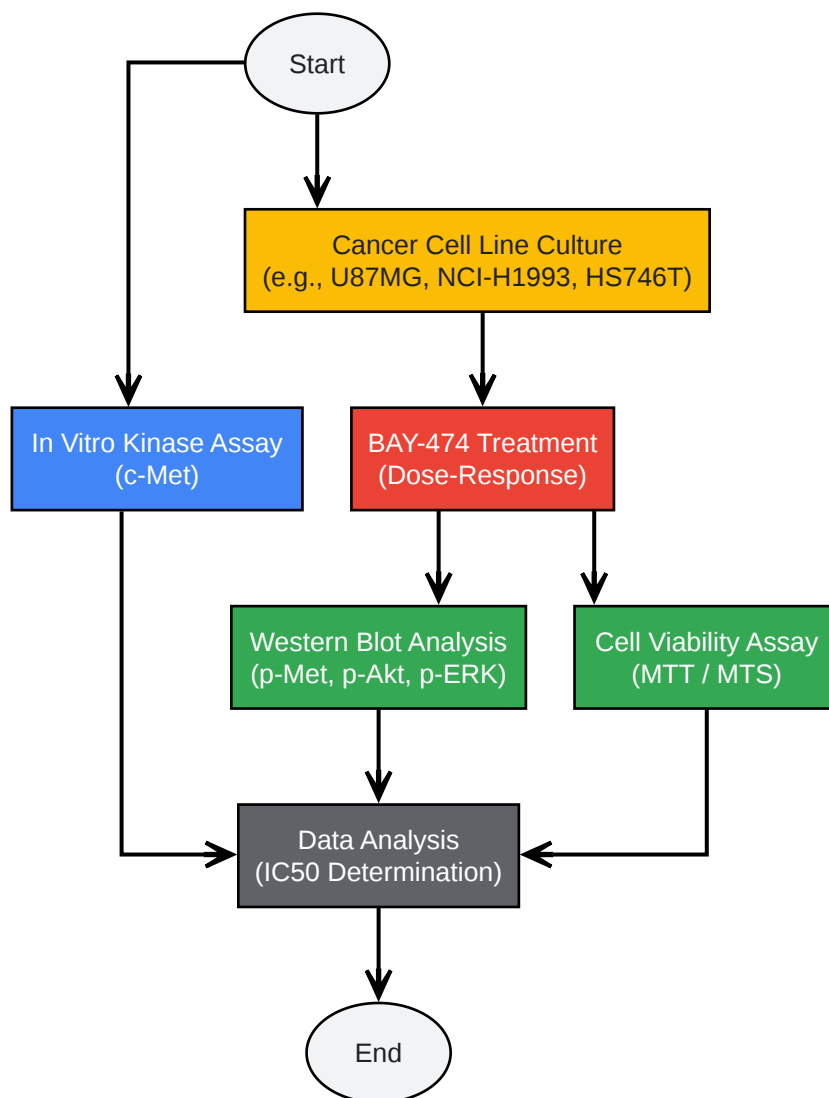 Start
Cancer Cell Line Culture
(e.g., U87MG, NCI-H1993, HS746T)
In Vitro Kinase Assay
(c-Met)
BAY-474 Treatment
(Dose-Response)
Western Blot Analysis
(p-Met, p-Akt, p-ERK)
Cell Viability Assay
(MTT / MTS)
Data Analysis
(IC50 Determination)
End